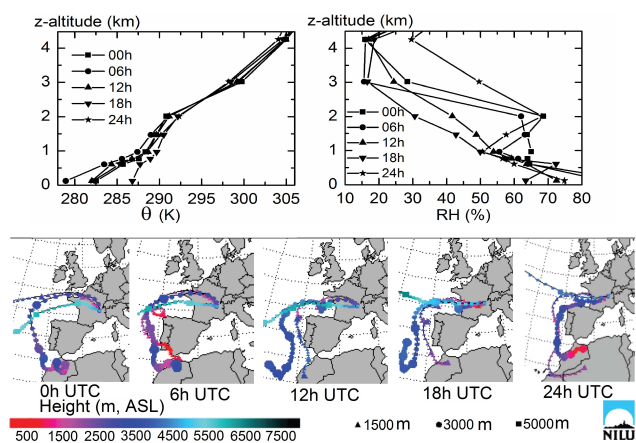 z-altitude (km)
4
3
2
1
0
00h
06h
12h
18h
24h
280 285 290 295 300 305
θ (K)
z-altitude (km)
4
3
2
1
0
00h
06h
12h
18h
24h
10 20 30 40 50 60 70 80
RH (%)
0h UTC 6h UTC 12h UTC 18h UTC 24h UTC
Height (m, ASL)
500 1500 2500 3500 4500 5500 6500 7500
1500 m 3000 m 5000 m
NILU